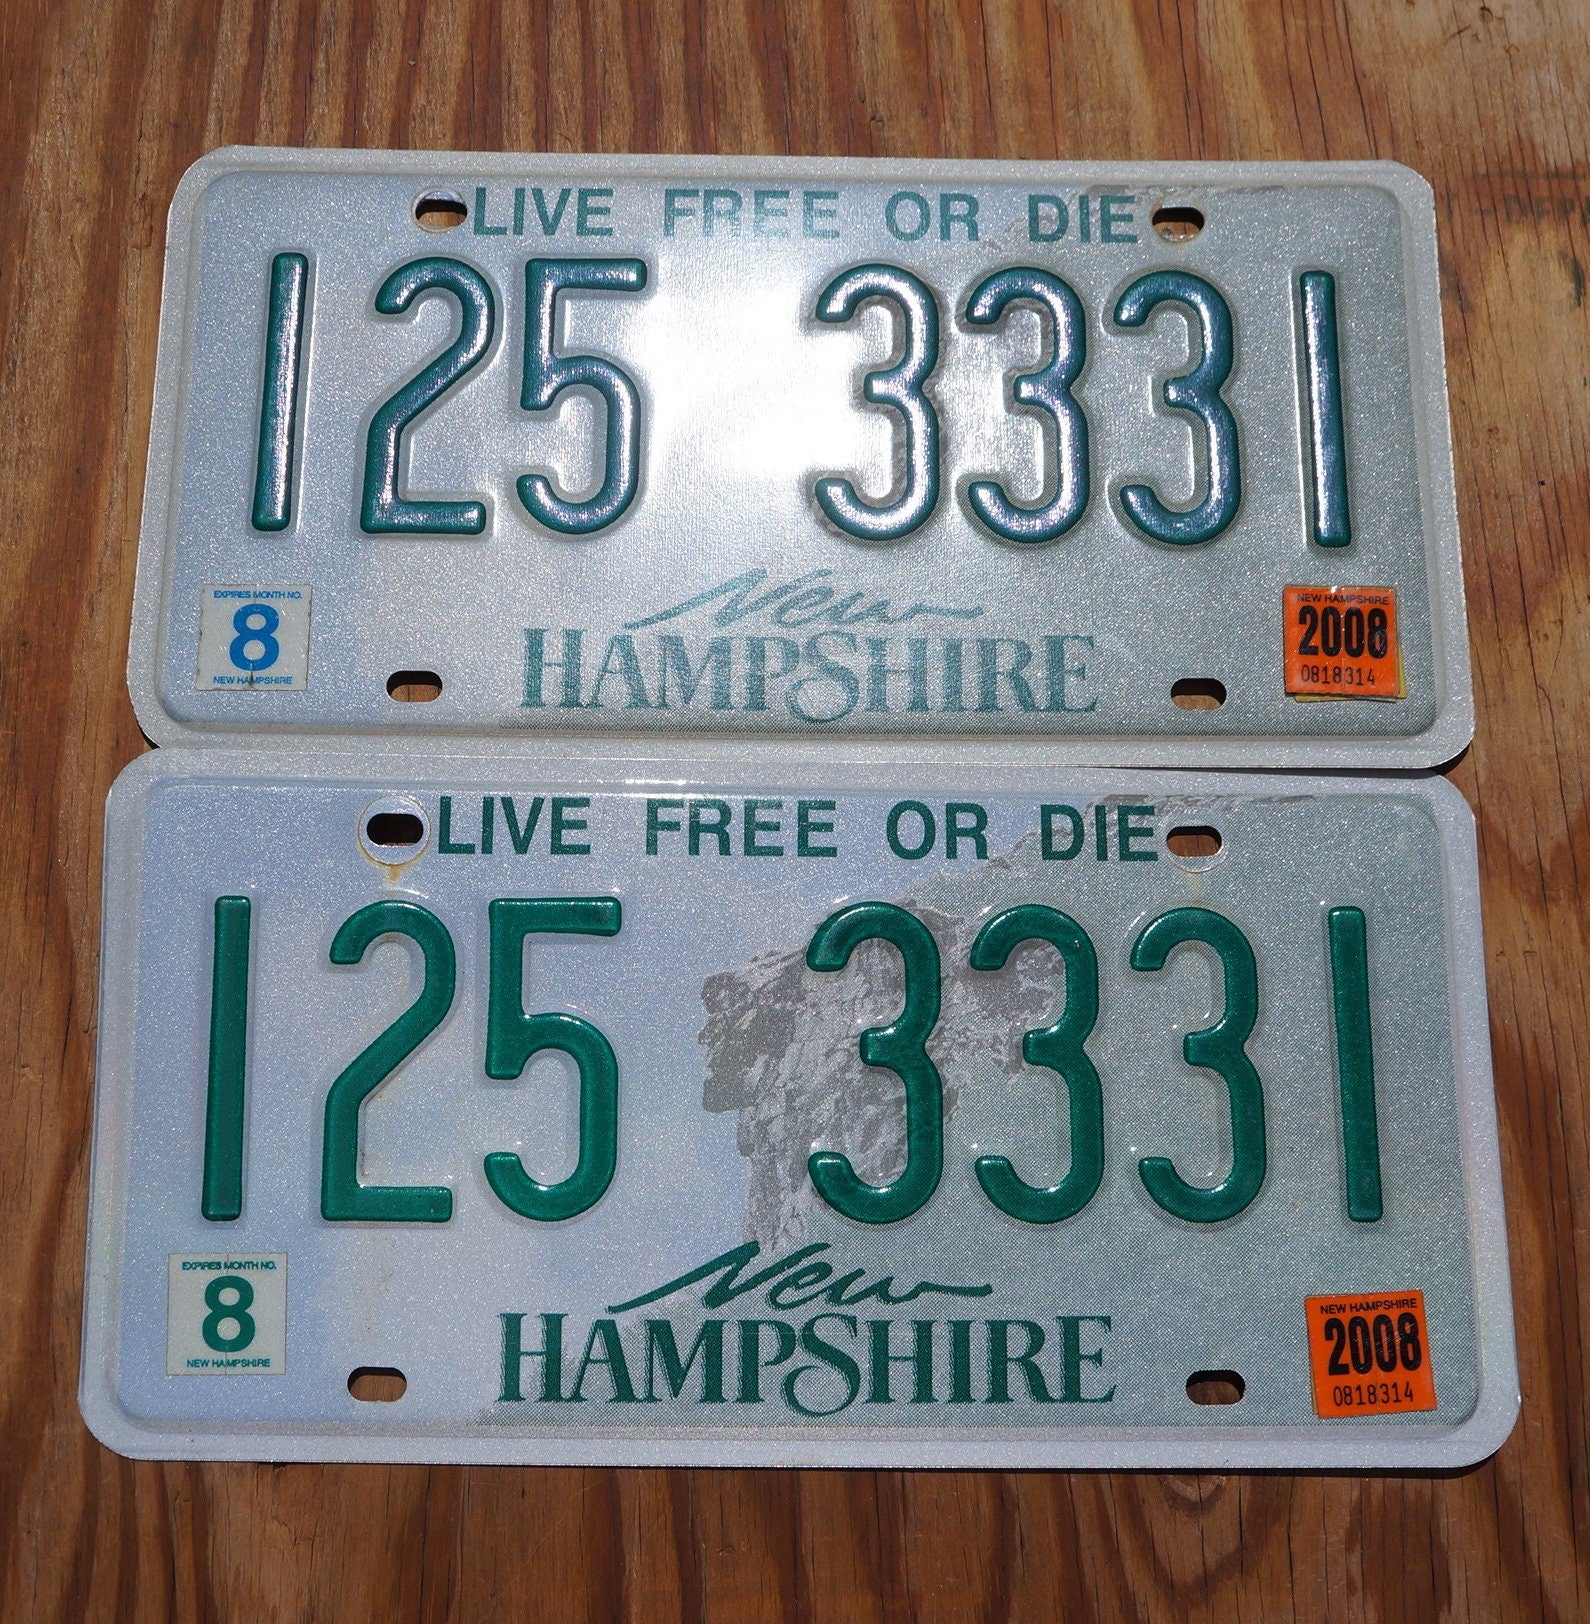 LIVE FREE OR DIE
125 3331
EXPIRES MONTH NO.
8
NEW HAMPSHIRE
New
HAMPSHIRE
NEW HAMPSHIRE
2008
0818314
LIVE FREE OR DIE
125 3331
EXPIRES MONTH NO.
8
NEW HAMPSHIRE
New
HAMPSHIRE
NEW HAMPSHIRE
2008
0818314